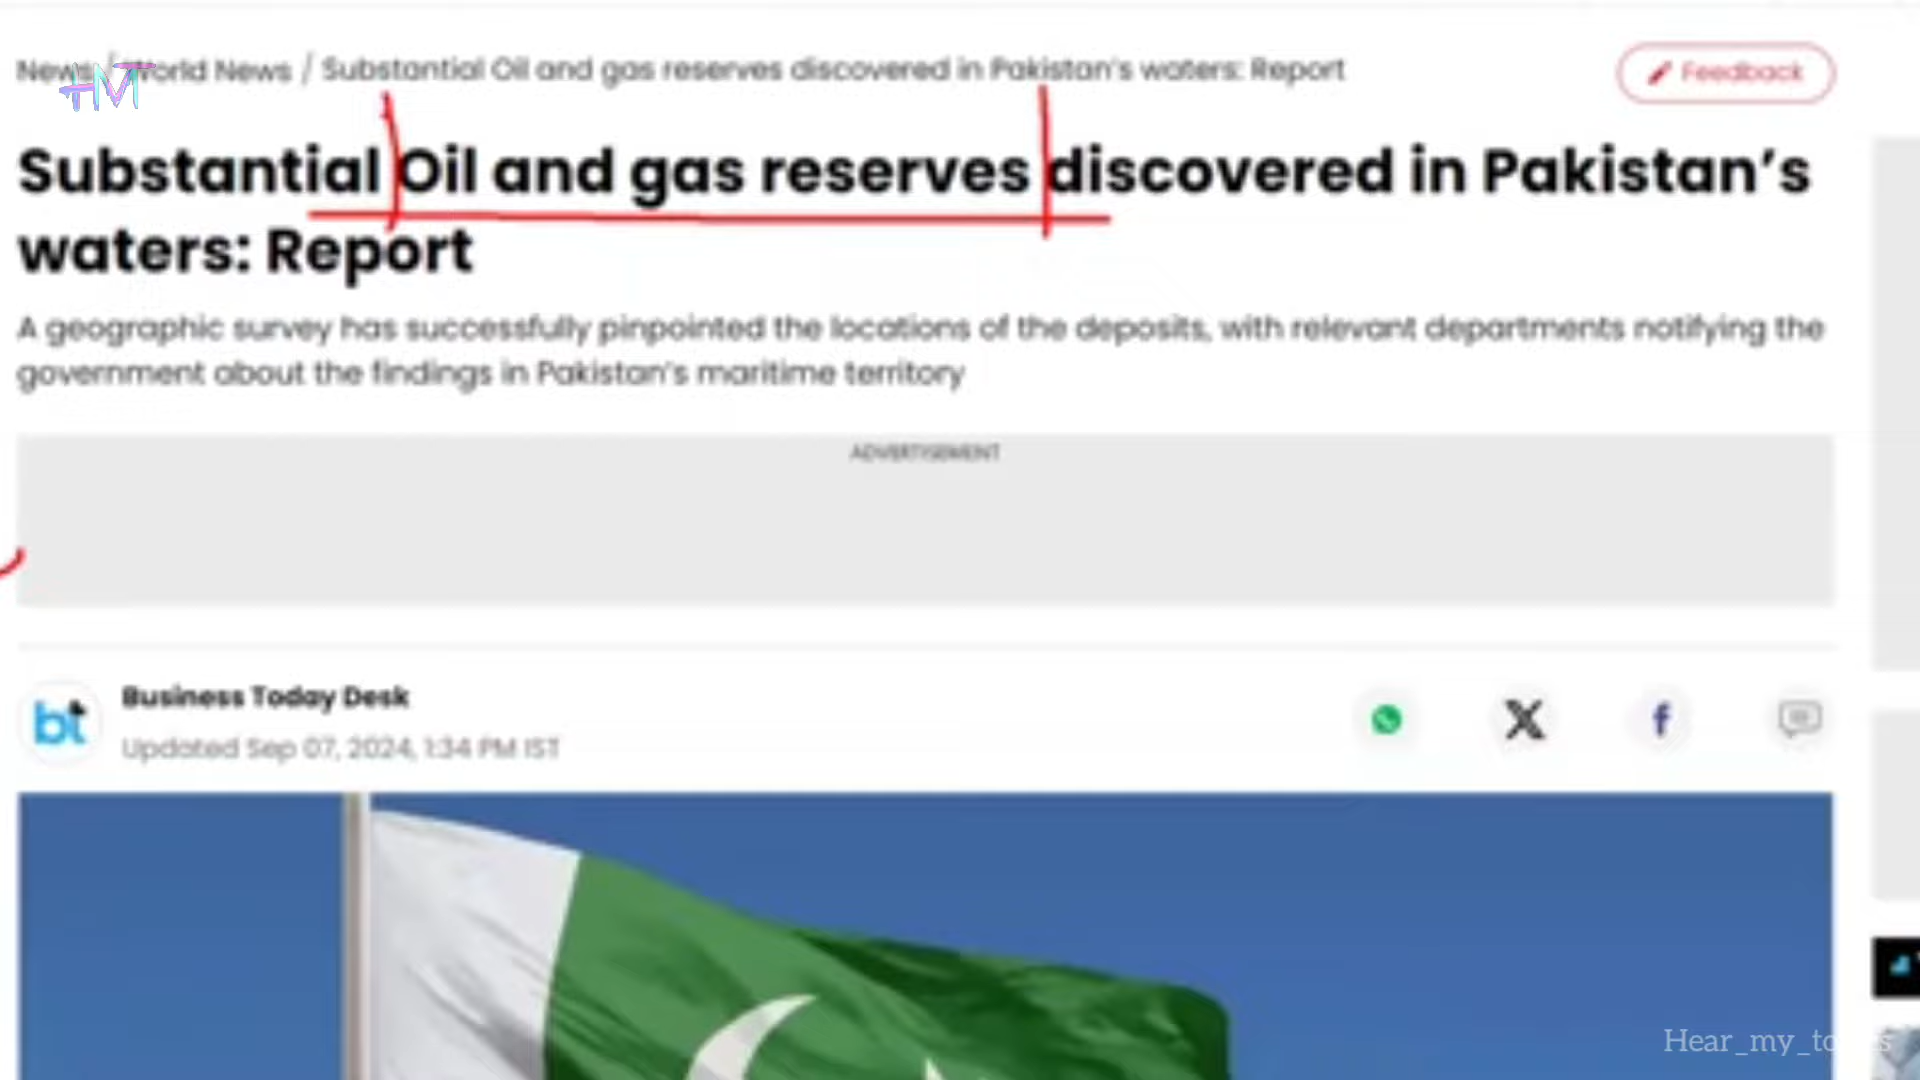 News / World News / Substantial Oil and gas reserves discovered in Pakistan's waters: Report
HMT
Feedback
Substantial Oil and gas reserves discovered in Pakistan's
waters: Report
A geographic survey has successfully pinpointed the locations of the deposits, with relevant departments notifying the
government about the findings in Pakistan's maritime territory
ADVERTISEMENT
bt
Business Today Desk
Updated Sep 07, 2024, 1:34 PM IST